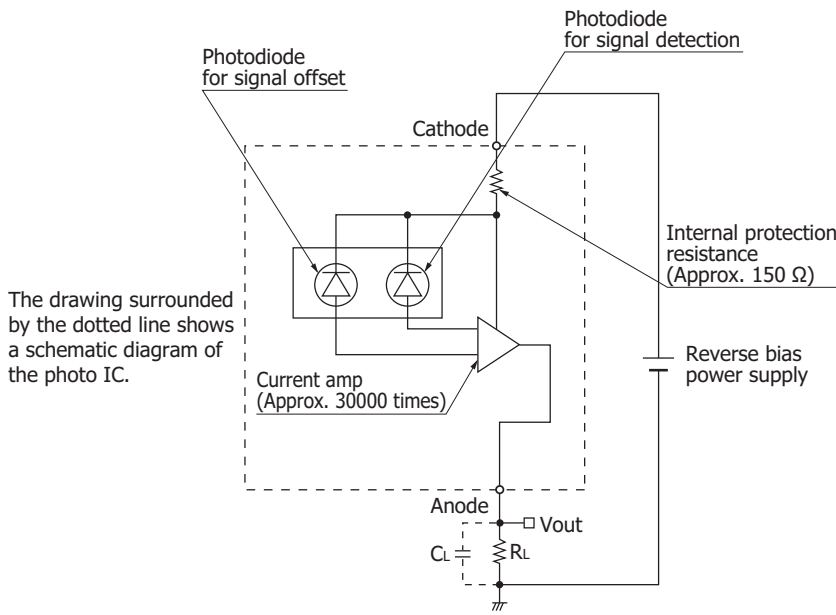 Photodiode
for signal detection
Photodiode
for signal offset
Cathode
Internal protection
resistance
(Approx. 150 Ω)
The drawing surrounded
by the dotted line shows
a schematic diagram of
the photo IC.
Reverse bias
power supply
Current amp
(Approx. 30000 times)
Anode
Vout
CL
RL